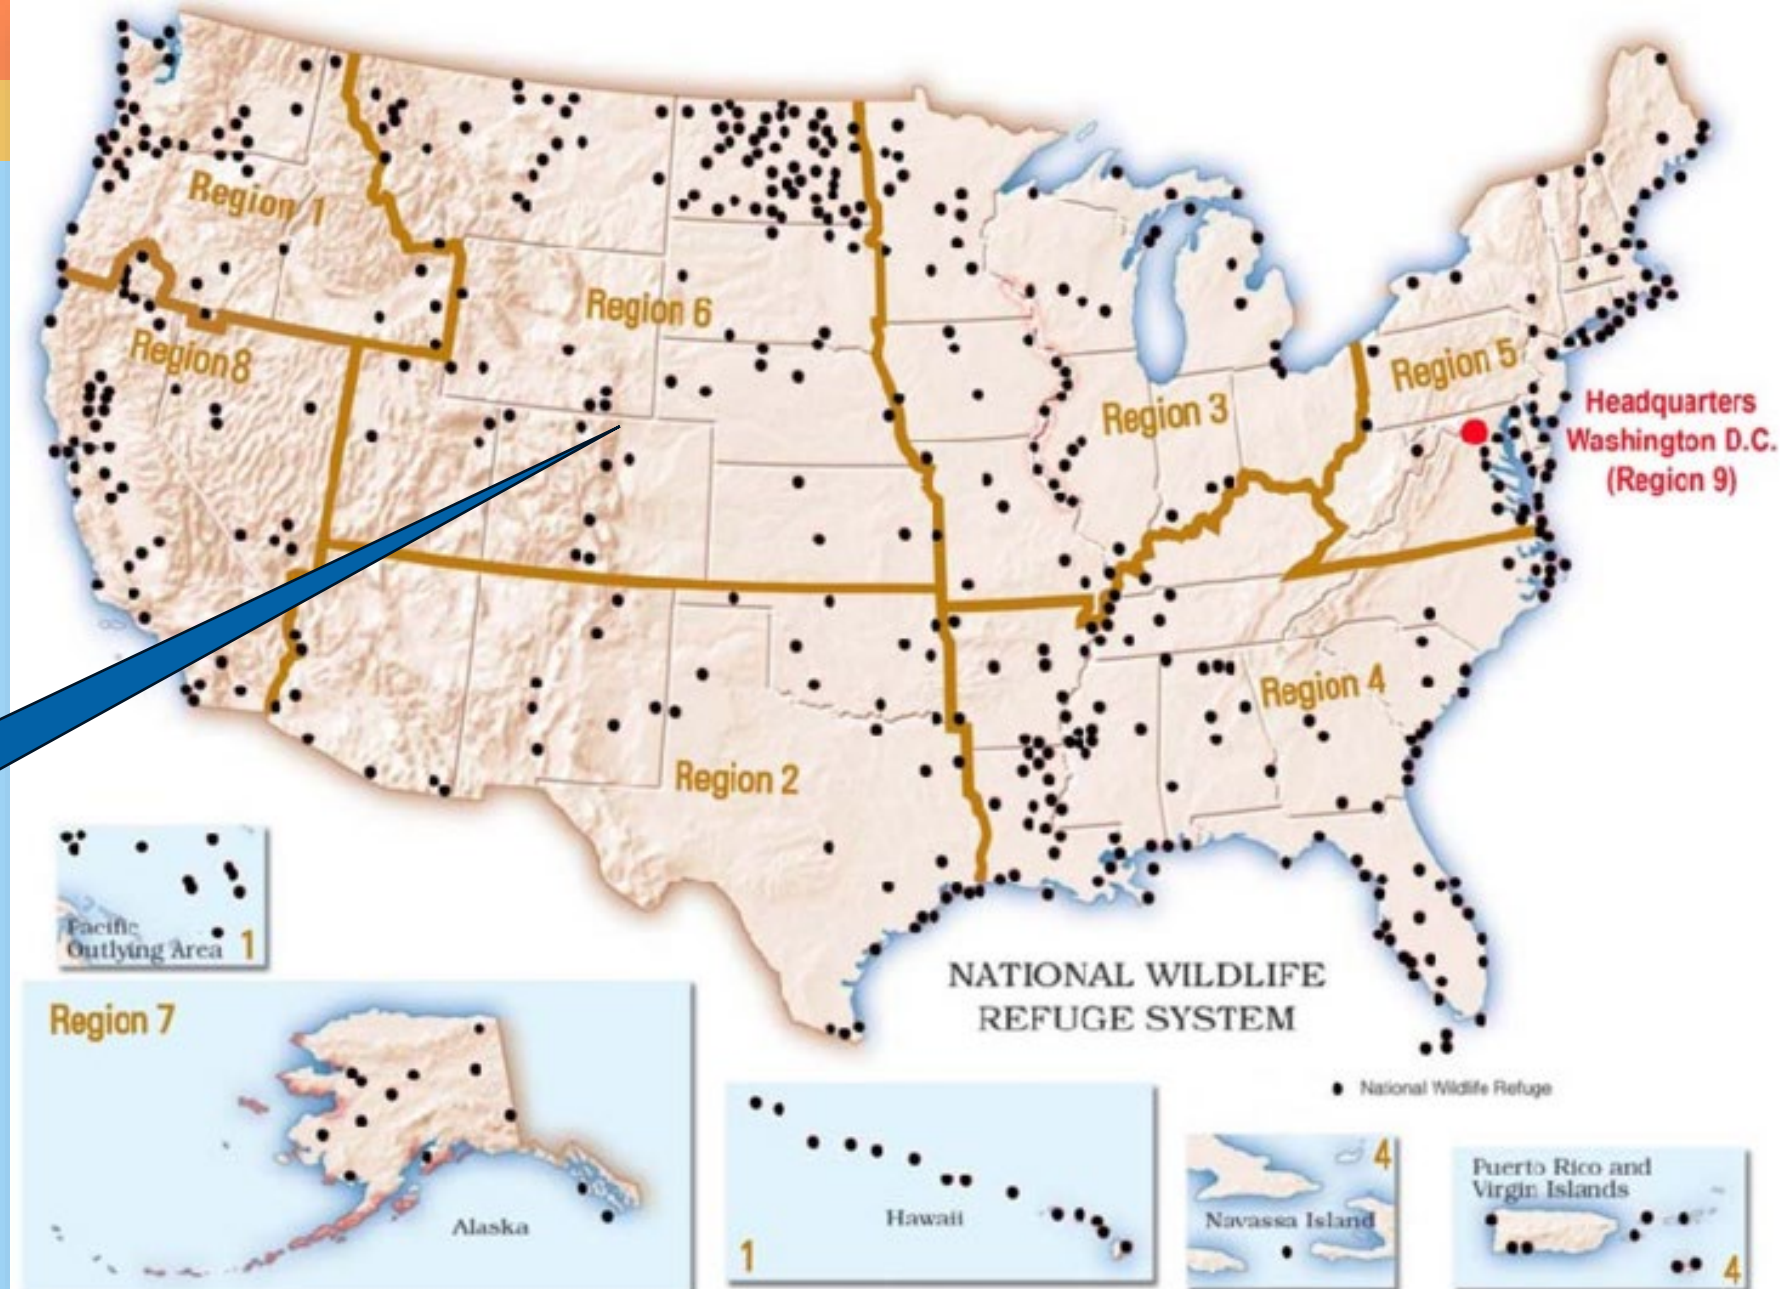 Region 1
Region 6
Region 8
Region 5
Region 3
Headquarters
Washington D.C.
(Region 9)
Region 4
Region 2
Pacific
Outlying Area 1
NATIONAL WILDLIFE
REFUGE SYSTEM
Region 7
National Wildlife Refuge
Alaska
Hawaii
1
4
Navassa Island
Puerto Rico and
Virgin Islands
4